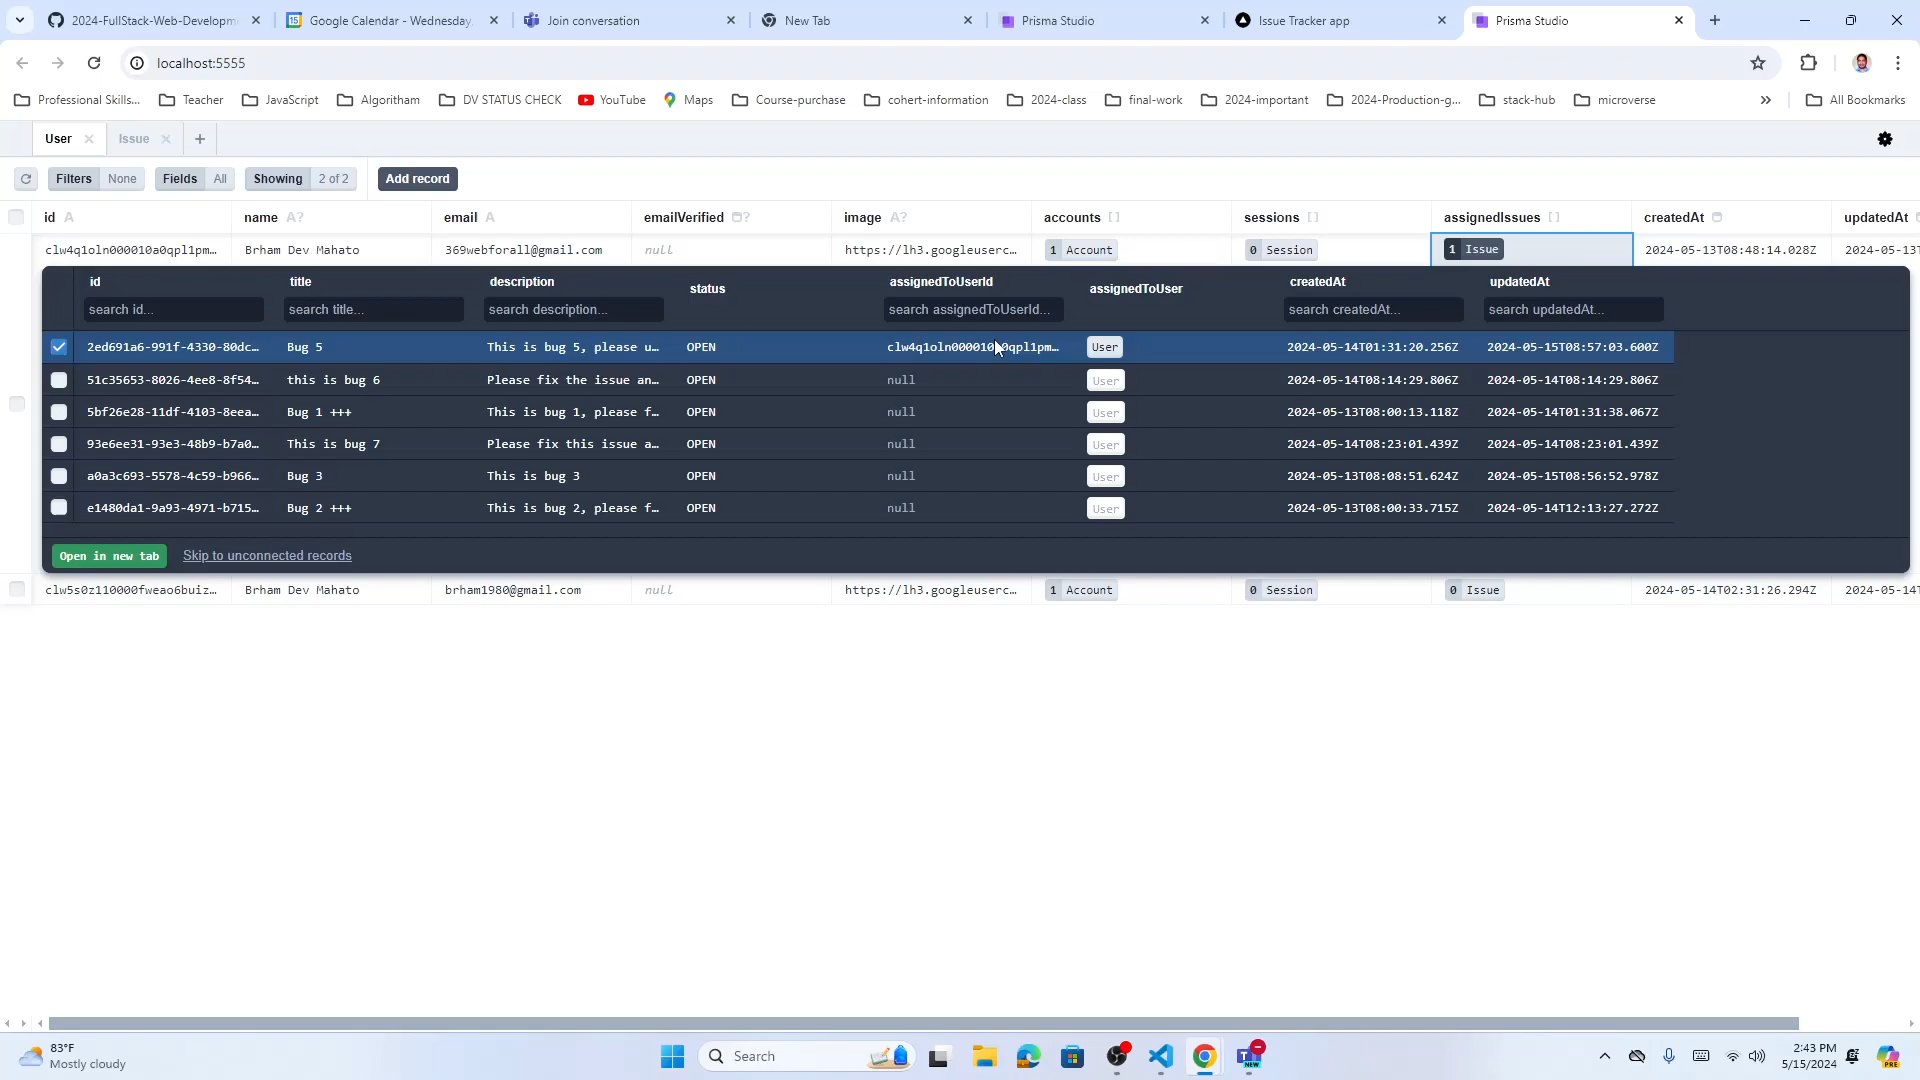 2024-FullStack-Web-Developm
Google Calendar - Wednesday,
Join conversation
New Tab
Prisma Studio
Issue Tracker app
Prisma Studio
localhost:5555
Professional Skills...
Teacher
JavaScript
Algoritham
DV STATUS CHECK
YouTube
Maps
Course-purchase
cohert-information
2024-class
final-work
2024-important
2024-Production-g...
stack-hub
microverse
All Bookmarks
User
Issue
Filters None
Fields All
Showing 2 of 2
Add record
id A name A? email A emailVerified ? image A? accounts [] sessions [] assignedIssues [] createdAt updatedAt
clw4q1oln000010a0qpl1pm… Brham Dev Mahato 369webforall@gmail.com null https://lh3.googleuserc… 1 Account 0 Session 1 Issue 2024-05-13T08:48:14.028Z 2024-05-13T
id title description status assignedToUserId assignedToUser createdAt updatedAt
search id... search title... search description... search assignedToUserId... search createdAt... search updatedAt...
2ed691a6-991f-4330-80dc… Bug 5 This is bug 5, please u… OPEN User 2024-05-14T01:31:20.256Z 2024-05-15T08:57:03.600Z
51c35653-8026-4ee8-8f54… this is bug 6 Please fix the issue an… OPEN null User 2024-05-14T08:14:29.806Z 2024-05-14T08:14:29.806Z
5bf26e28-11df-4103-8eea… Bug 1 +++ This is bug 1, please f… OPEN null User 2024-05-13T08:00:13.118Z 2024-05-14T01:31:38.067Z
93e6ee31-93e3-48b9-b7a0… This is bug 7 Please fix this issue a… OPEN null User 2024-05-14T08:23:01.439Z 2024-05-14T08:23:01.439Z
a0a3c693-5578-4c59-b966… Bug 3 This is bug 3 OPEN null User 2024-05-13T08:08:51.624Z 2024-05-15T08:56:52.978Z
e1480da1-9a93-4971-b715… Bug 2 +++ This is bug 2, please f… OPEN null User 2024-05-13T08:00:33.715Z 2024-05-14T12:13:27.272Z
Open in new tab Skip to unconnected records
clw5s0z110000fweao6buiz… Brham Dev Mahato brham1980@gmail.com null https://lh3.googleuserc… 1 Account 0 Session 0 Issue 2024-05-14T02:31:26.294Z 2024-05-14T
83°F
Mostly cloudy
Search
NEW
2:43 PM
5/15/2024
PRE